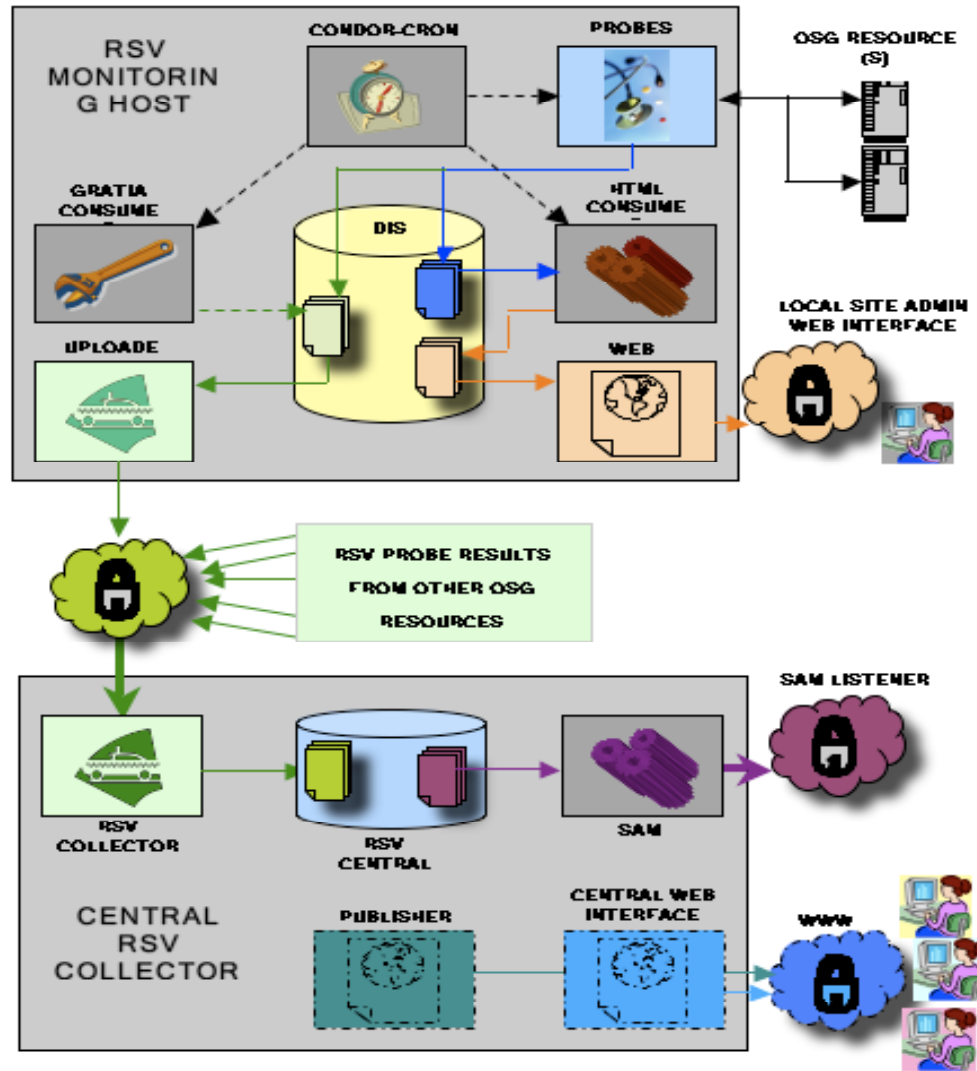 RSV
MONITORIN
G HOST
CONDOR-CRON
PROBES
OSG RESOURCE
(S)
GRATIA
CONSUME
DIS
HTML
CONSUME
UPLOADE
WEB
LOCAL SITE ADMIN
WEB INTERFACE
RSV PROBE RESULTS
FROM OTHER OSG
RESOURCES
SAM LISTENER
RSV
COLLECTOR
RSV
CENTRAL
SAM
CENTRAL
RSV
COLLECTOR
PUBLISHER
CENTRAL WEB
INTERFACE
WWW